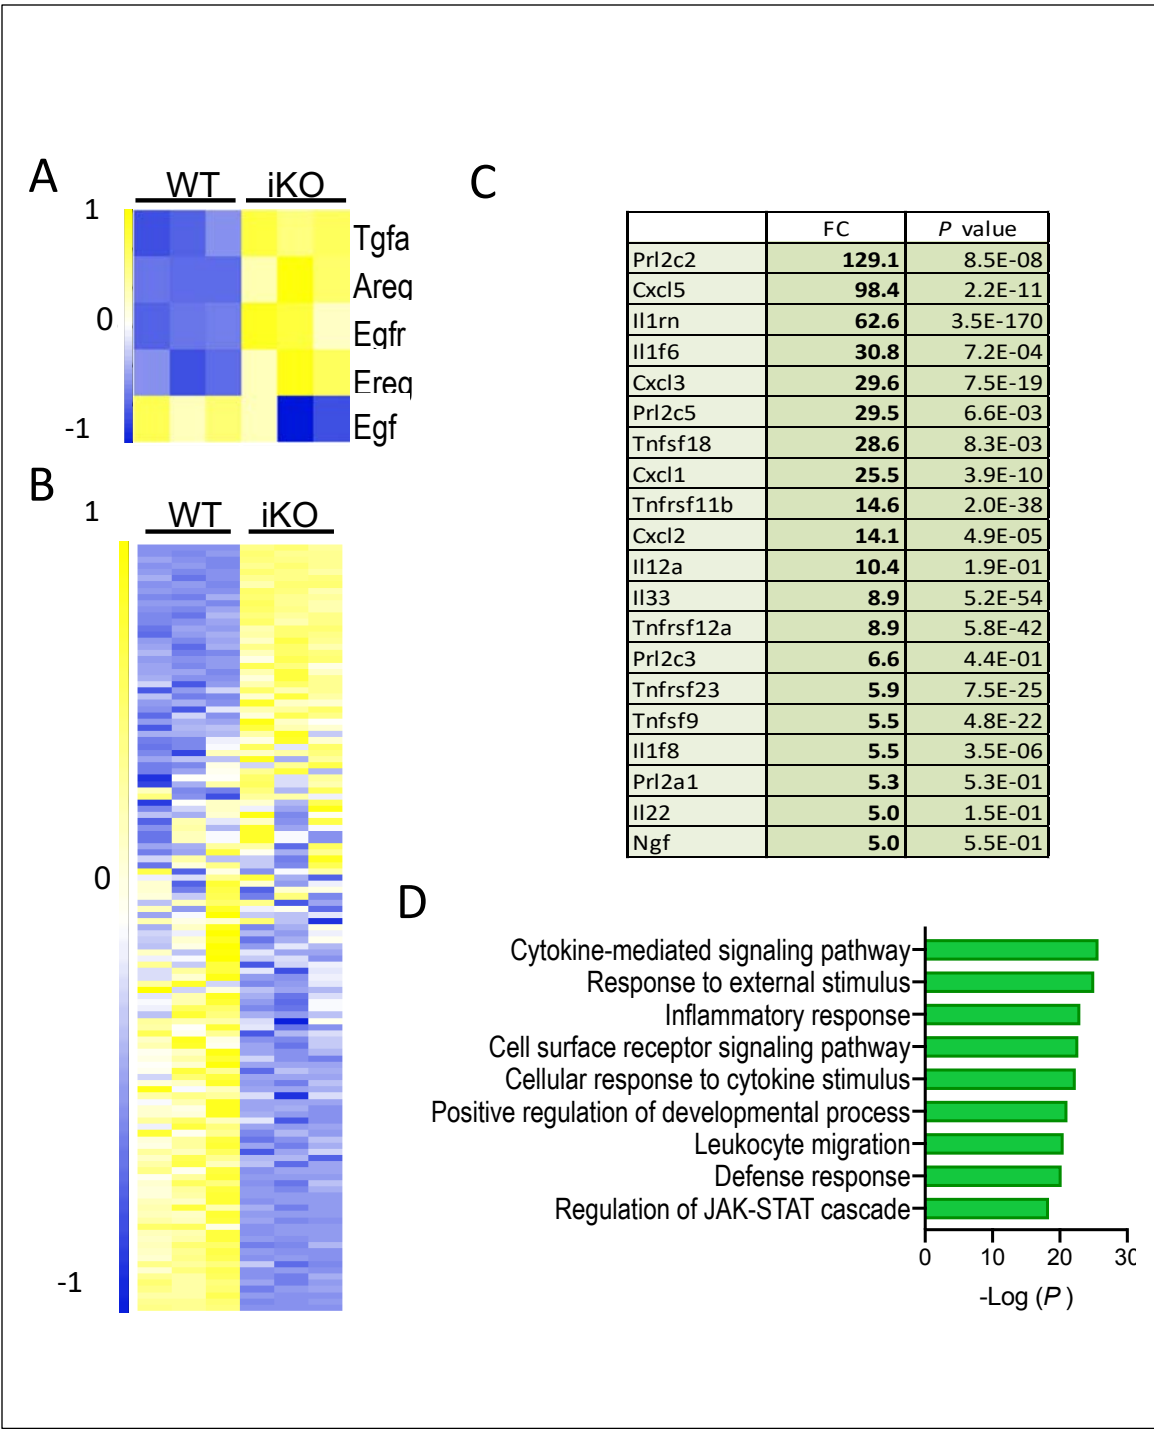 A
WT iKO
1
0
-1
Tgfa
Areg
Egfr
Ereg
Egf
B
WT iKO
1
0
-1
C
FC P value
Prl2c2 129.1 8.5E-08
Cxcl5 98.4 2.2E-11
Il1rn 62.6 3.5E-170
Il1f6 30.8 7.2E-04
Cxcl3 29.6 7.5E-19
Prl2c5 29.5 6.6E-03
Tnfsf18 28.6 8.3E-03
Cxcl1 25.5 3.9E-10
Tnfrsf11b 14.6 2.0E-38
Cxcl2 14.1 4.9E-05
Il12a 10.4 1.9E-01
Il33 8.9 5.2E-54
Tnfrsf12a 8.9 5.8E-42
Prl2c3 6.6 4.4E-01
Tnfrsf23 5.9 7.5E-25
Tnfsf9 5.5 4.8E-22
Il1f8 5.5 3.5E-06
Prl2a1 5.3 5.3E-01
Il22 5.0 1.5E-01
Ngf 5.0 5.5E-01
D
Cytokine-mediated signaling pathway
Response to external stimulus
Inflammatory response
Cell surface receptor signaling pathway
Cellular response to cytokine stimulus
Positive regulation of developmental process
Leukocyte migration
Defense response
Regulation of JAK-STAT cascade
0 10 20 30
-Log (P)